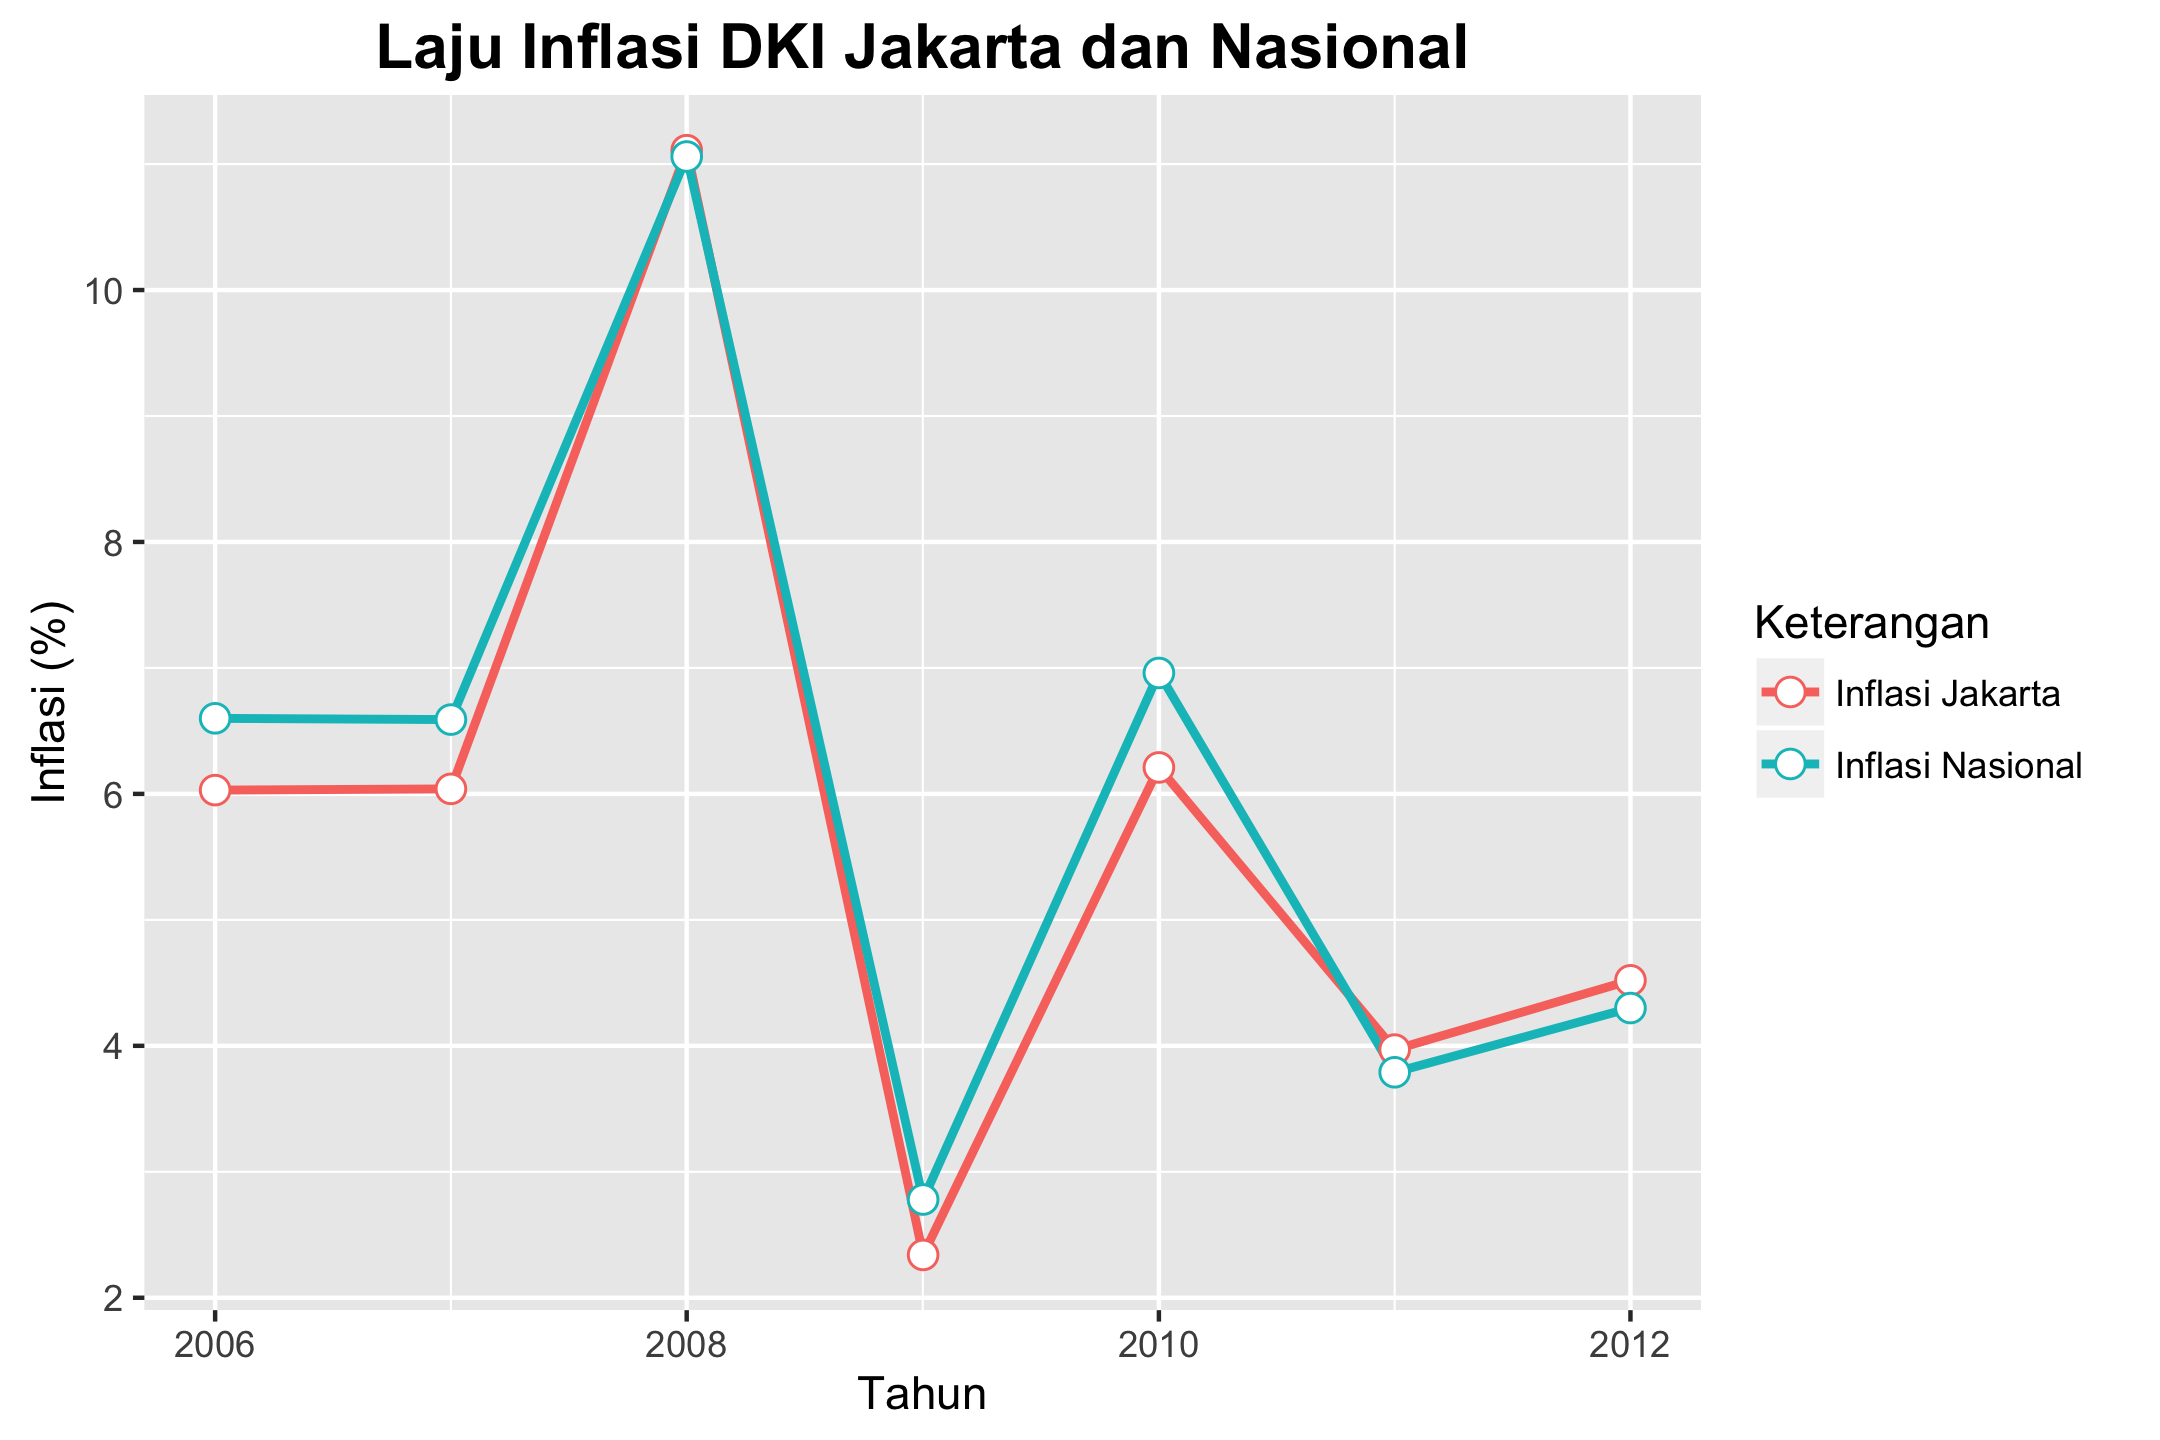 Laju Inflasi DKI Jakarta dan Nasional
Inflasi (%)
10
8
6
4
2
2006
2008
2010
2012
Tahun
Keterangan
Inflasi Jakarta
Inflasi Nasional